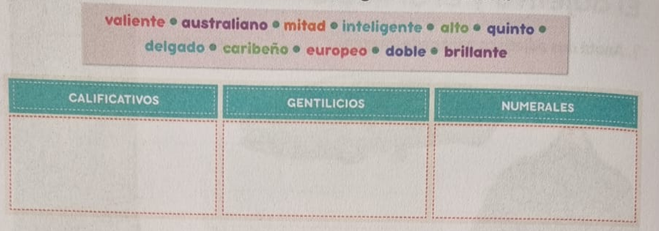 valiente • australiano • mitad • inteligente • alto • quinto •
delgado • caribeño • europeo • doble • brillante
CALIFICATIVOS
GENTILICIOS
NUMERALES